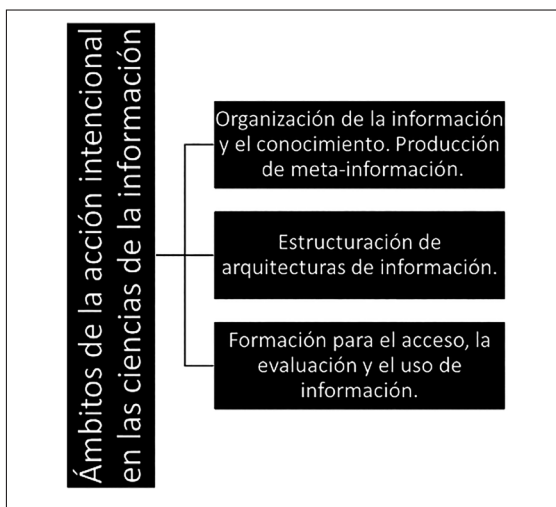 Ámbitos de la acción intencional
en las ciencias de la información
Organización de la información
y el conocimiento. Producción
de meta-información.
Estructuración de
arquitecturas de información.
Formación para el acceso, la
evaluación y el uso de
información.